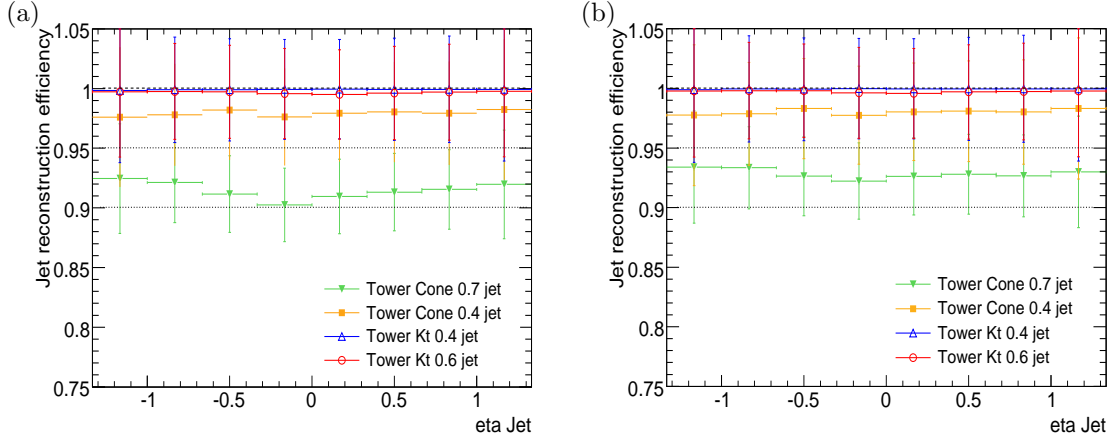 (a)
Jet reconstruction efficiency
1.05
1
0.95
0.9
0.85
0.8
0.75
Tower Cone 0.7 jet
Tower Cone 0.4 jet
Tower Kt 0.4 jet
Tower Kt 0.6 jet
-1 -0.5 0 0.5 1
eta Jet
(b)
Jet reconstruction efficiency
1.05
1
0.95
0.9
0.85
0.8
0.75
Tower Cone 0.7 jet
Tower Cone 0.4 jet
Tower Kt 0.4 jet
Tower Kt 0.6 jet
-1 -0.5 0 0.5 1
eta Jet